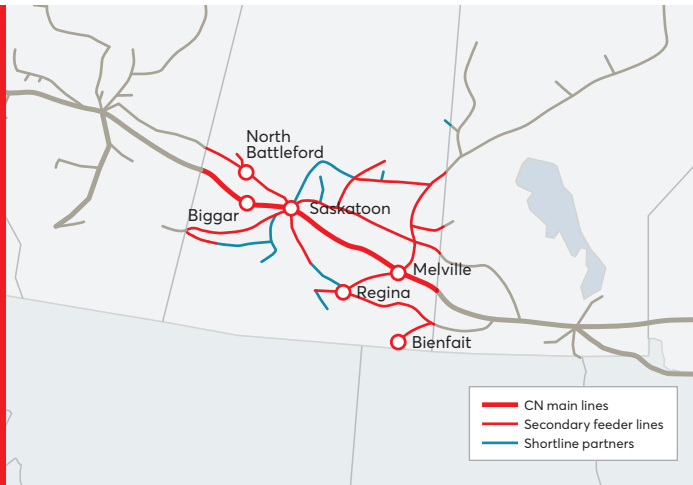 North
Battleford
Biggar
Saskatoon
Melville
Regina
Bienfait
CN main lines
Secondary feeder lines
Shortline partners